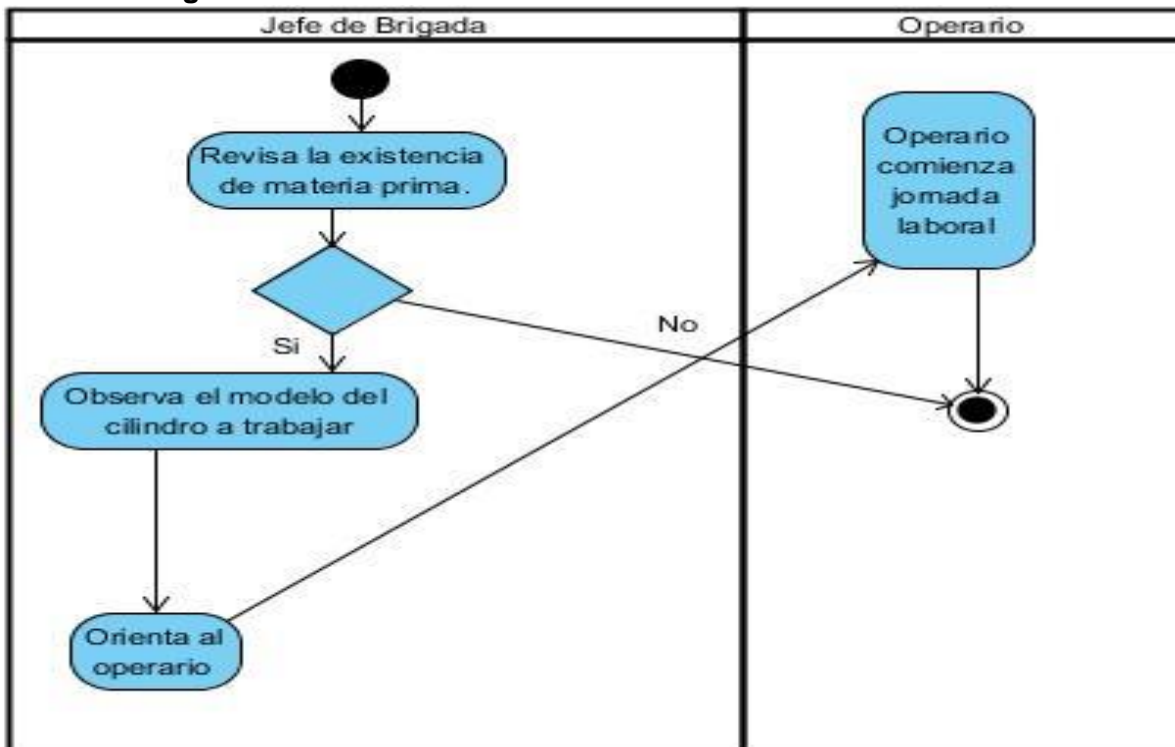 Jefe de Brigada
Operario
Revisa la existencia
de materia prima.
Si
No
Observa el modelo del
cilindro a trabajar
Orienta al
operario
Operario
comienza
jornada
laboral